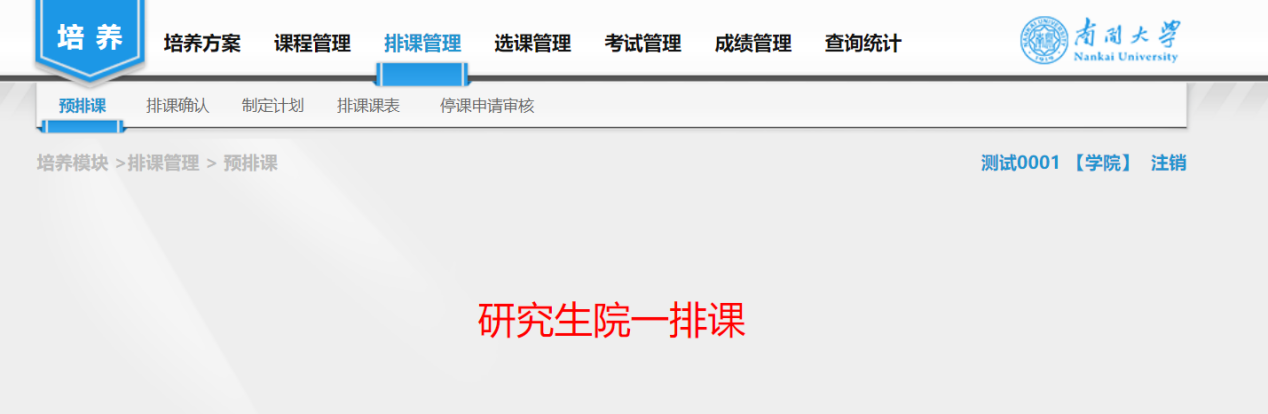 培养
培养方案 课程管理 排课管理 选课管理 考试管理 成绩管理 查询统计
南开大学
Nankai University
预排课 排课确认 制定计划 排课课表 停课申请审核
培养模块 >排课管理 > 预排课
测试0001 【学院】 注销
研究生院一排课